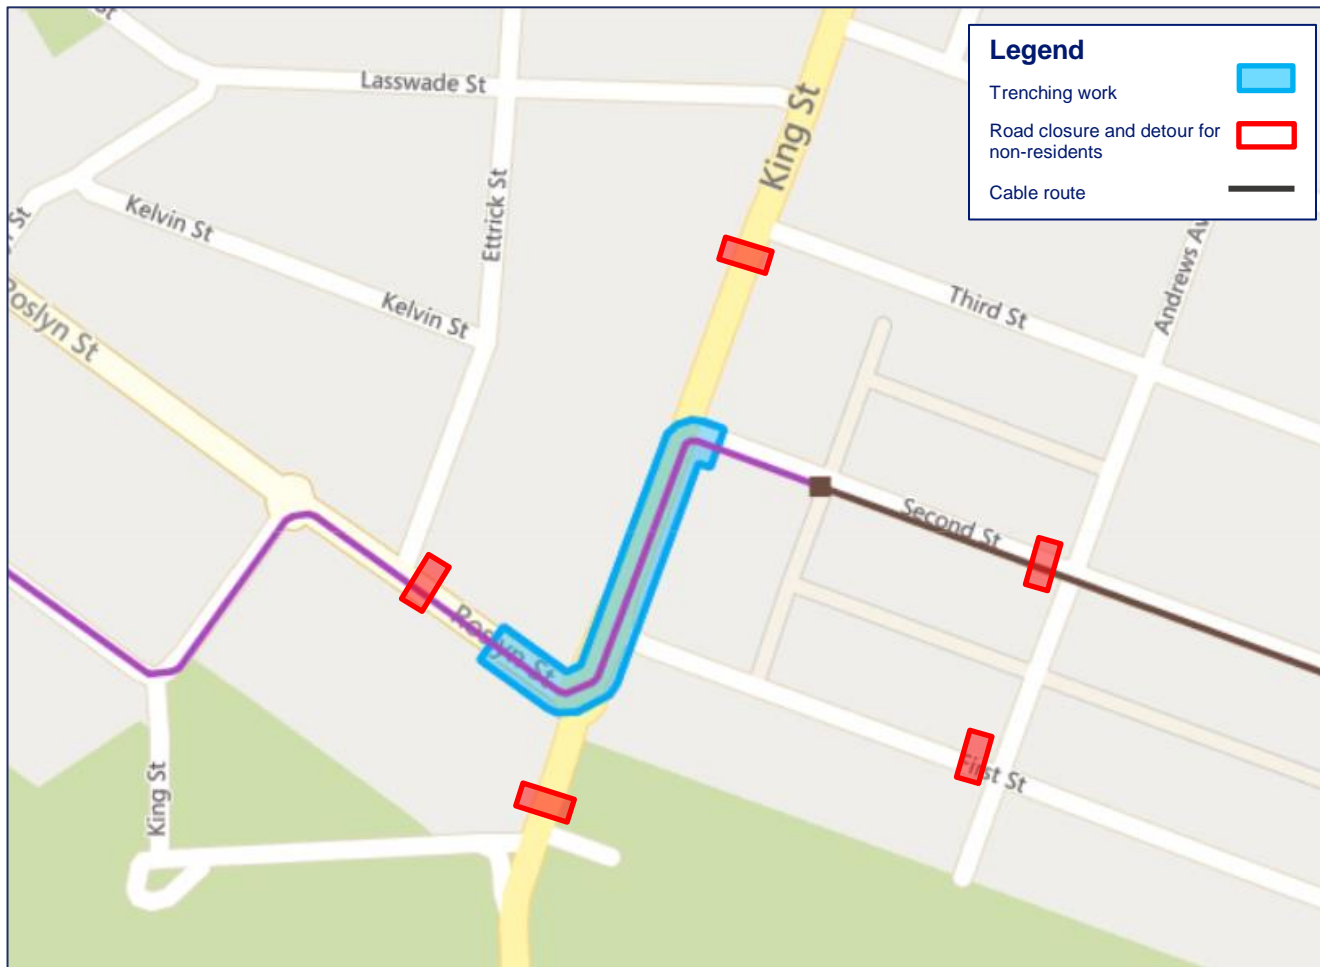 Legend
Trenching work
Road closure and detour for
non-residents
Cable route
Lasswade St
King St
Ettrick St
Kelvin St
Kelvin St
Roslyn St
Third St
Andrews Av
Second St
Roslyn St
First St
King St